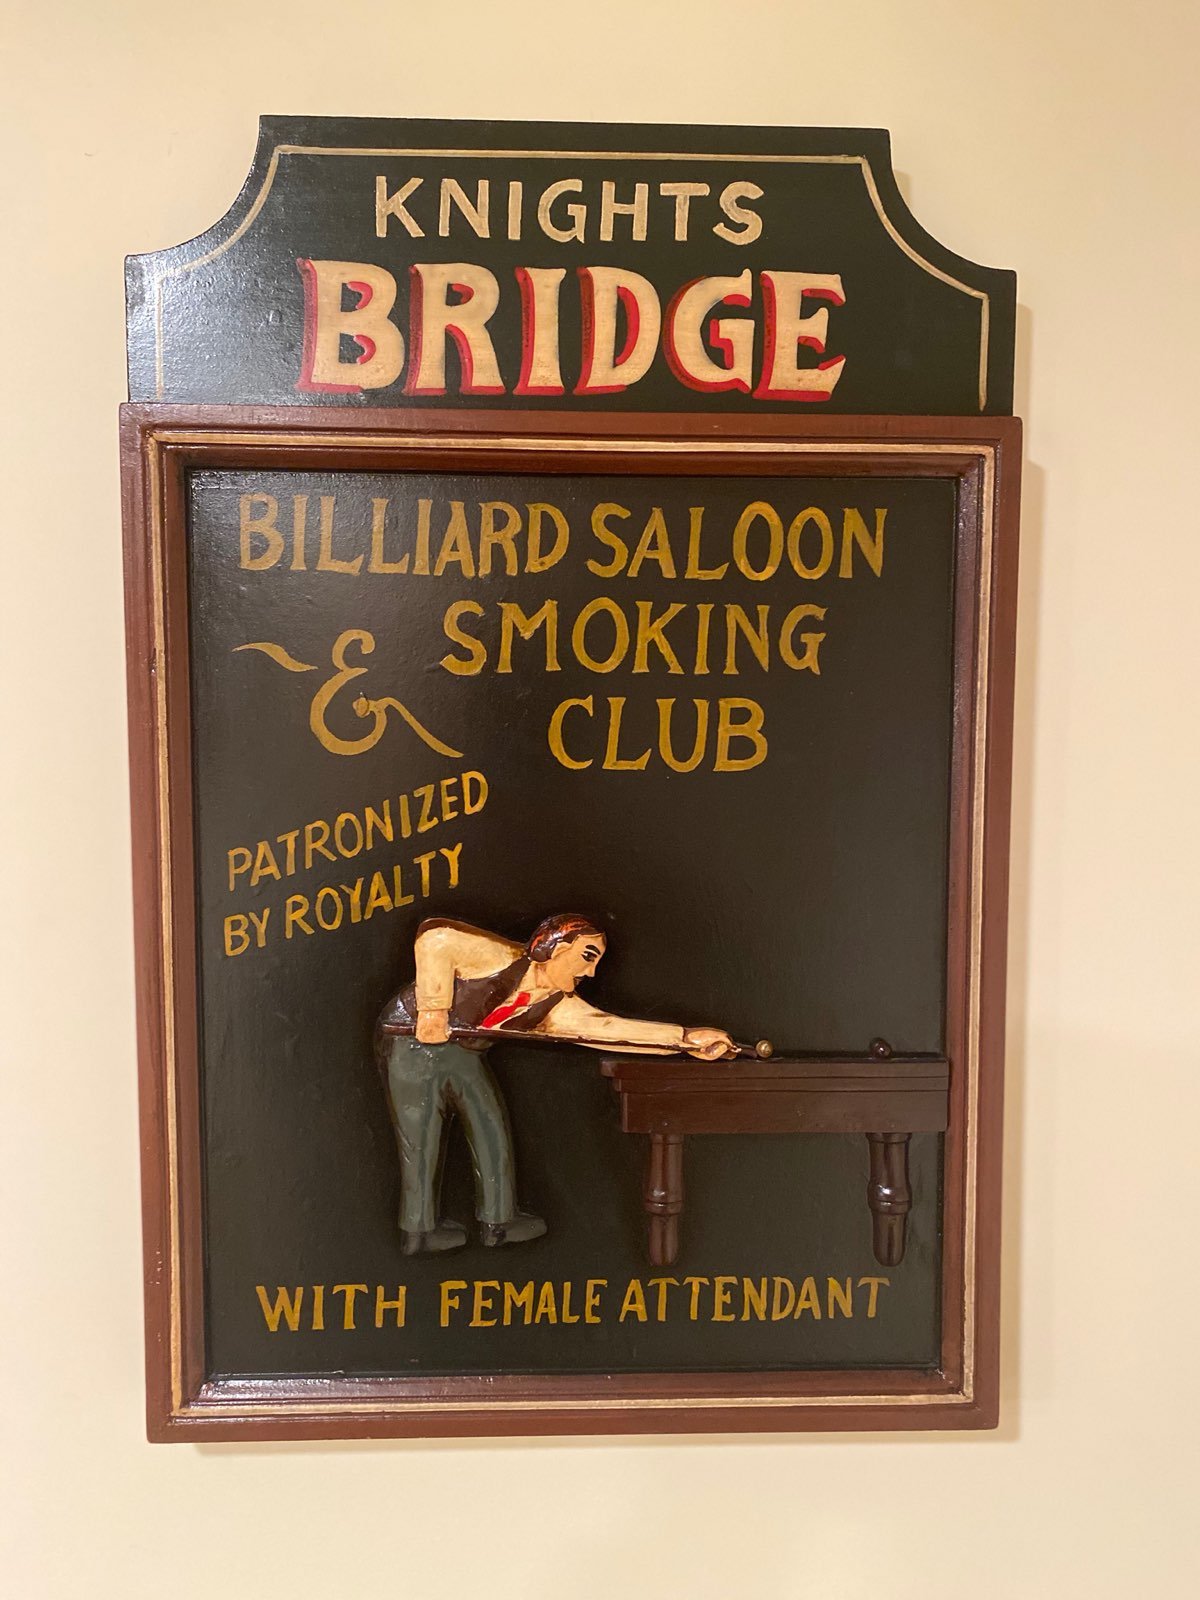 KNIGHTS
BRIDGE
BILLIARD SALOON
& SMOKING
CLUB
PATRONIZED
BY ROYALTY
WITH FEMALE ATTENDANT